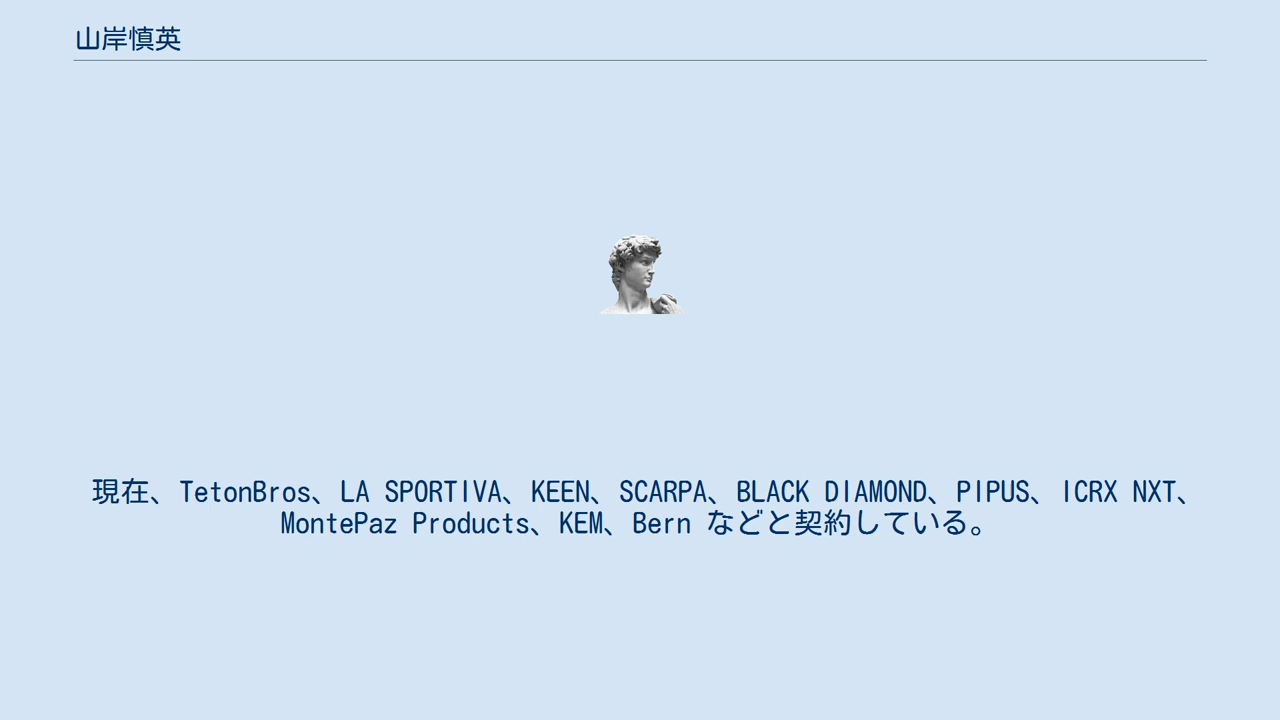 山岸慎英
現在、TetonBros、LA SPORTIVA、KEEN、SCARPA、BLACK DIAMOND、PIPUS、ICRX NXT、
MontePaz Products、KEM、Bern などと契約している。